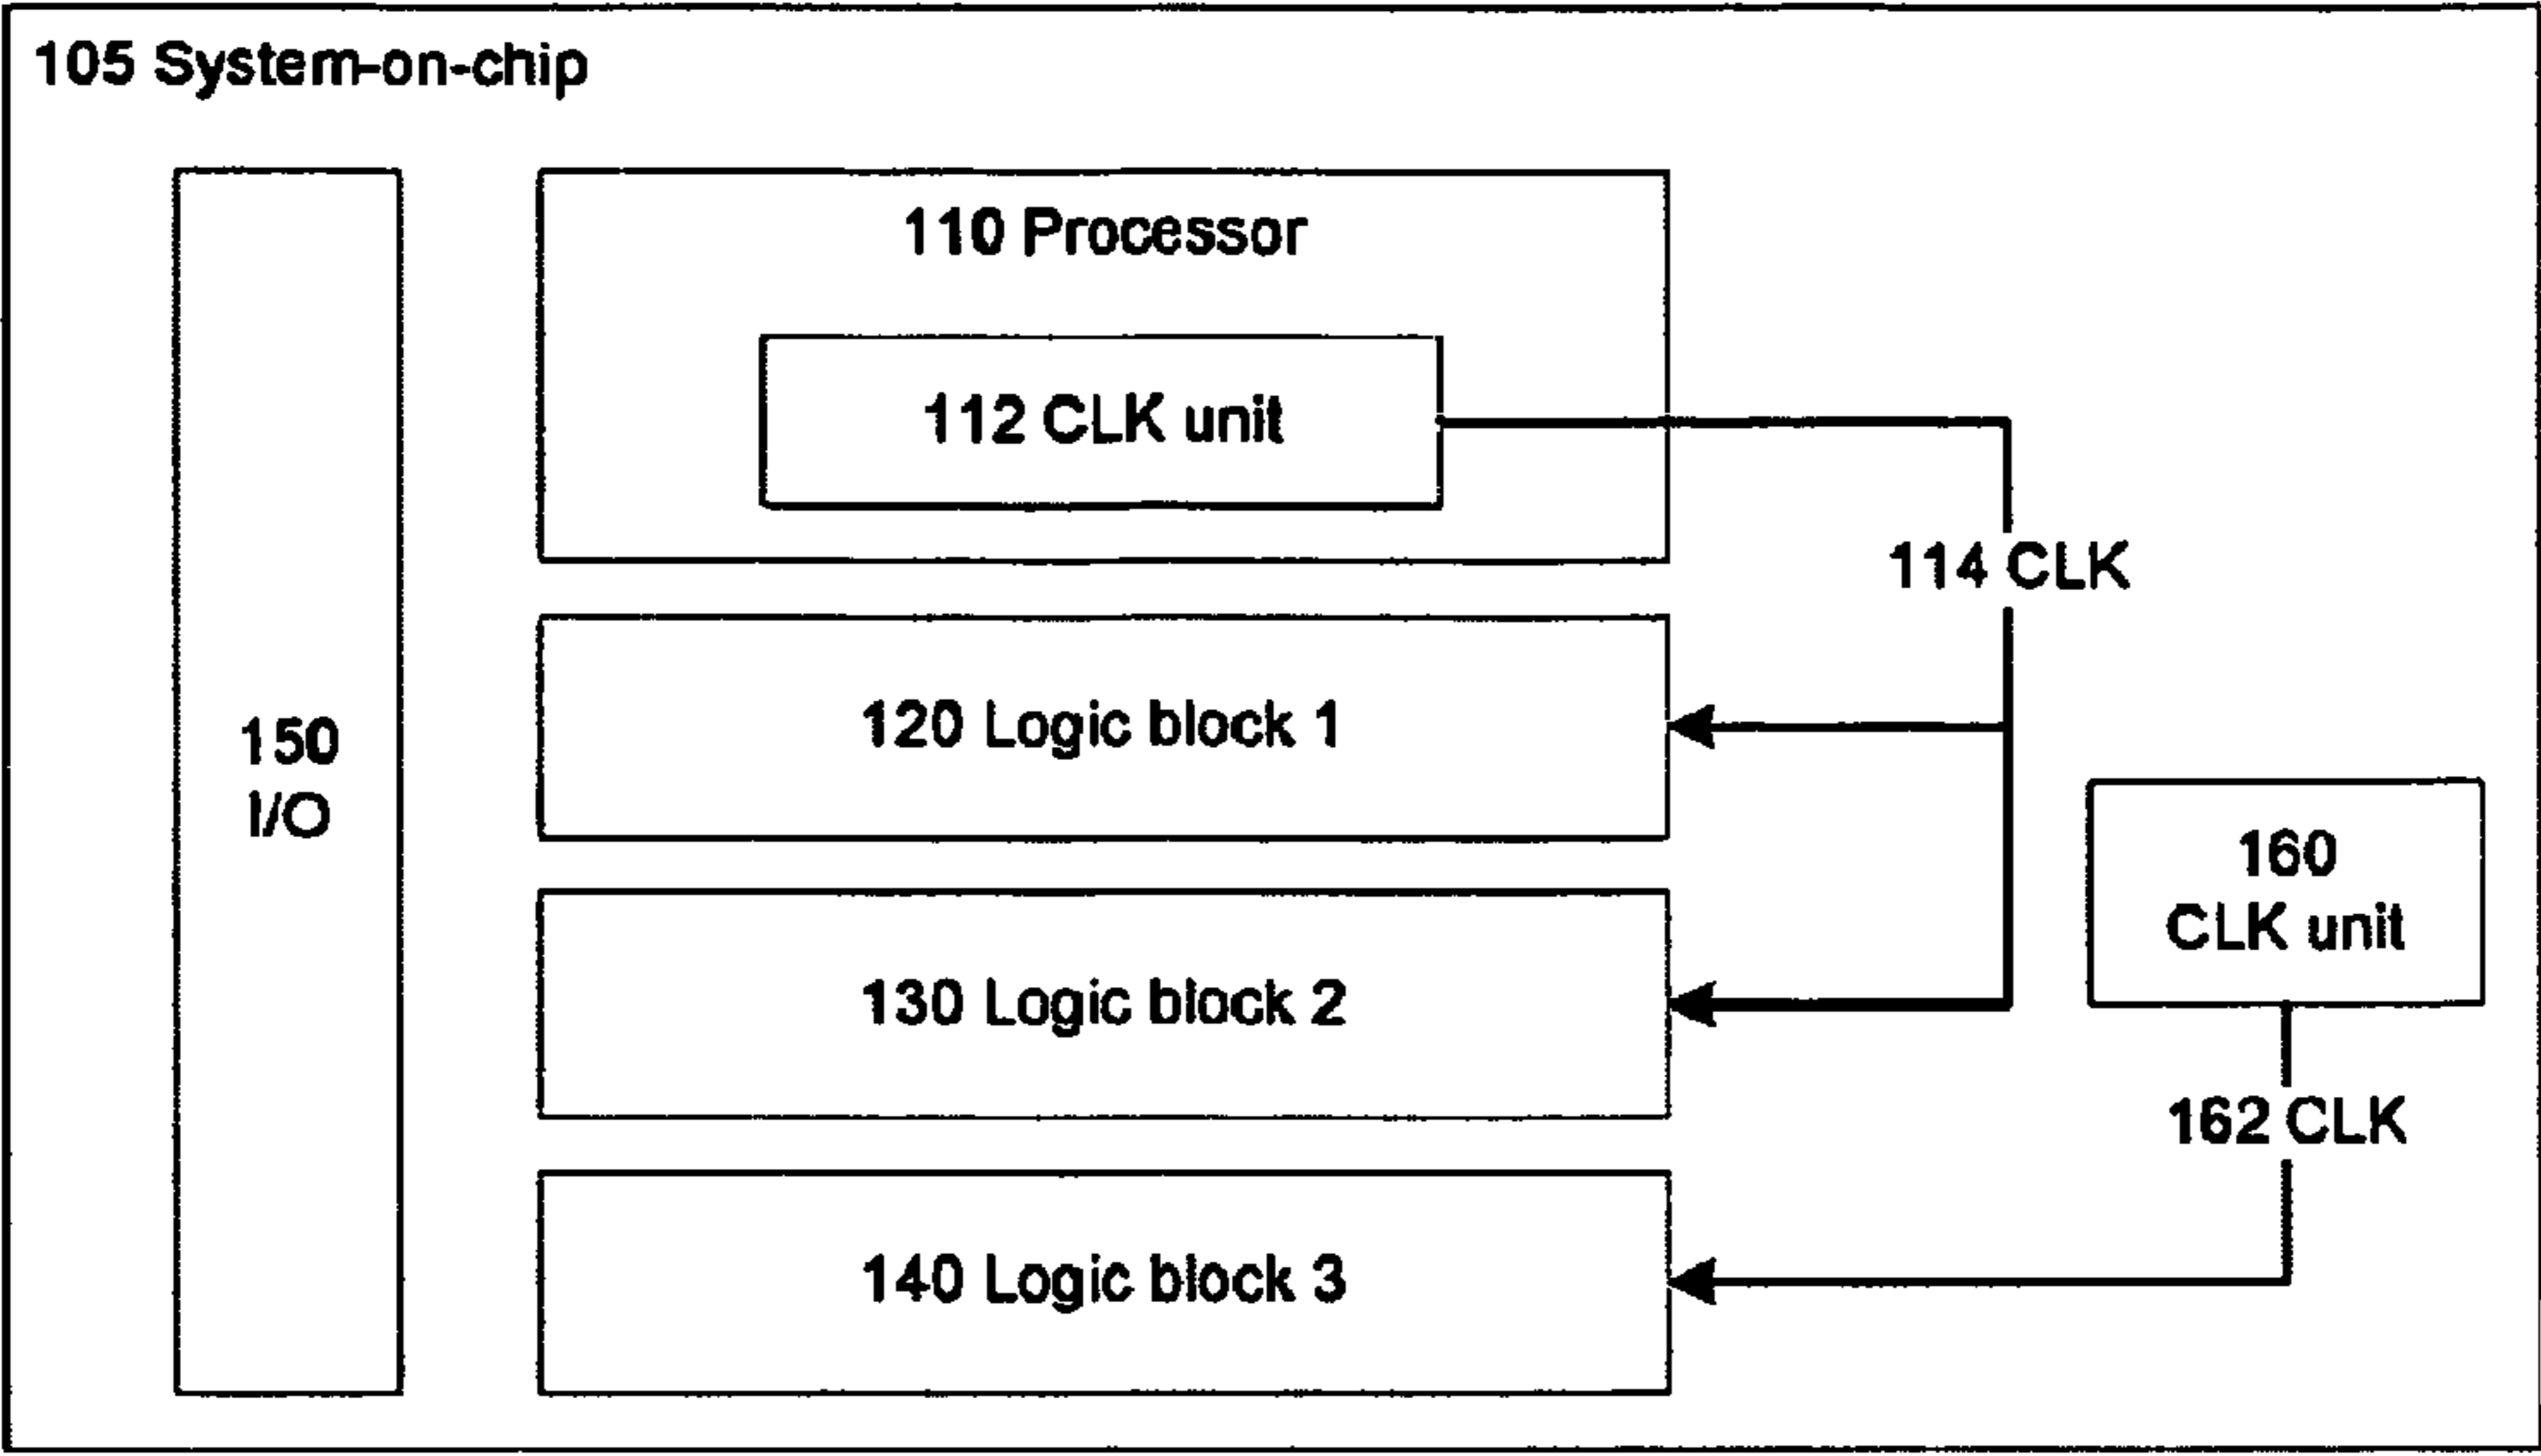 105 System-on-chip
110 Processor
112 CLK unit
114 CLK
120 Logic block 1
150
I/O
160
CLK unit
130 Logic block 2
162 CLK
140 Logic block 3